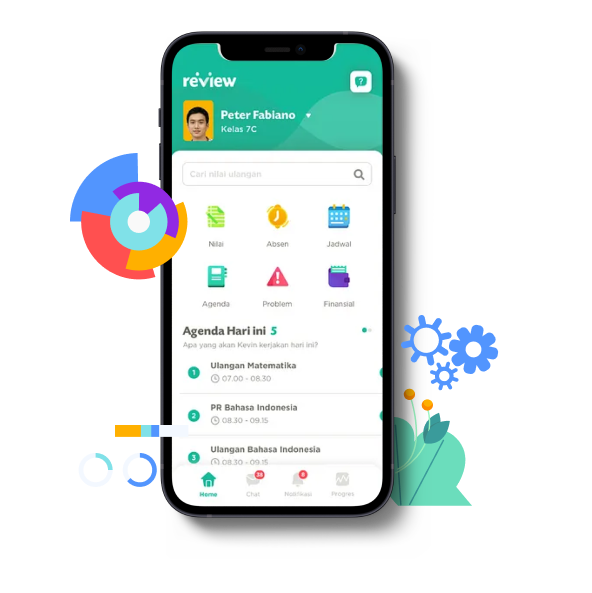 review
Peter Fabiano
Kelas 7C
Cari nilai ulangan
Nilai
Absen
Jadwal
Agenda
Problem
Finansial
Agenda Hari ini 5
Apa yang akan Kevin kerjakan hari ini?
1
Ulangan Matematika
07.00 - 08.30
2
PR Bahasa Indonesia
08.30 - 09.15
3
Ulangan Bahasa Indonesia
08.30 - 09.15
Home
Chat
Notifikasi
Progres